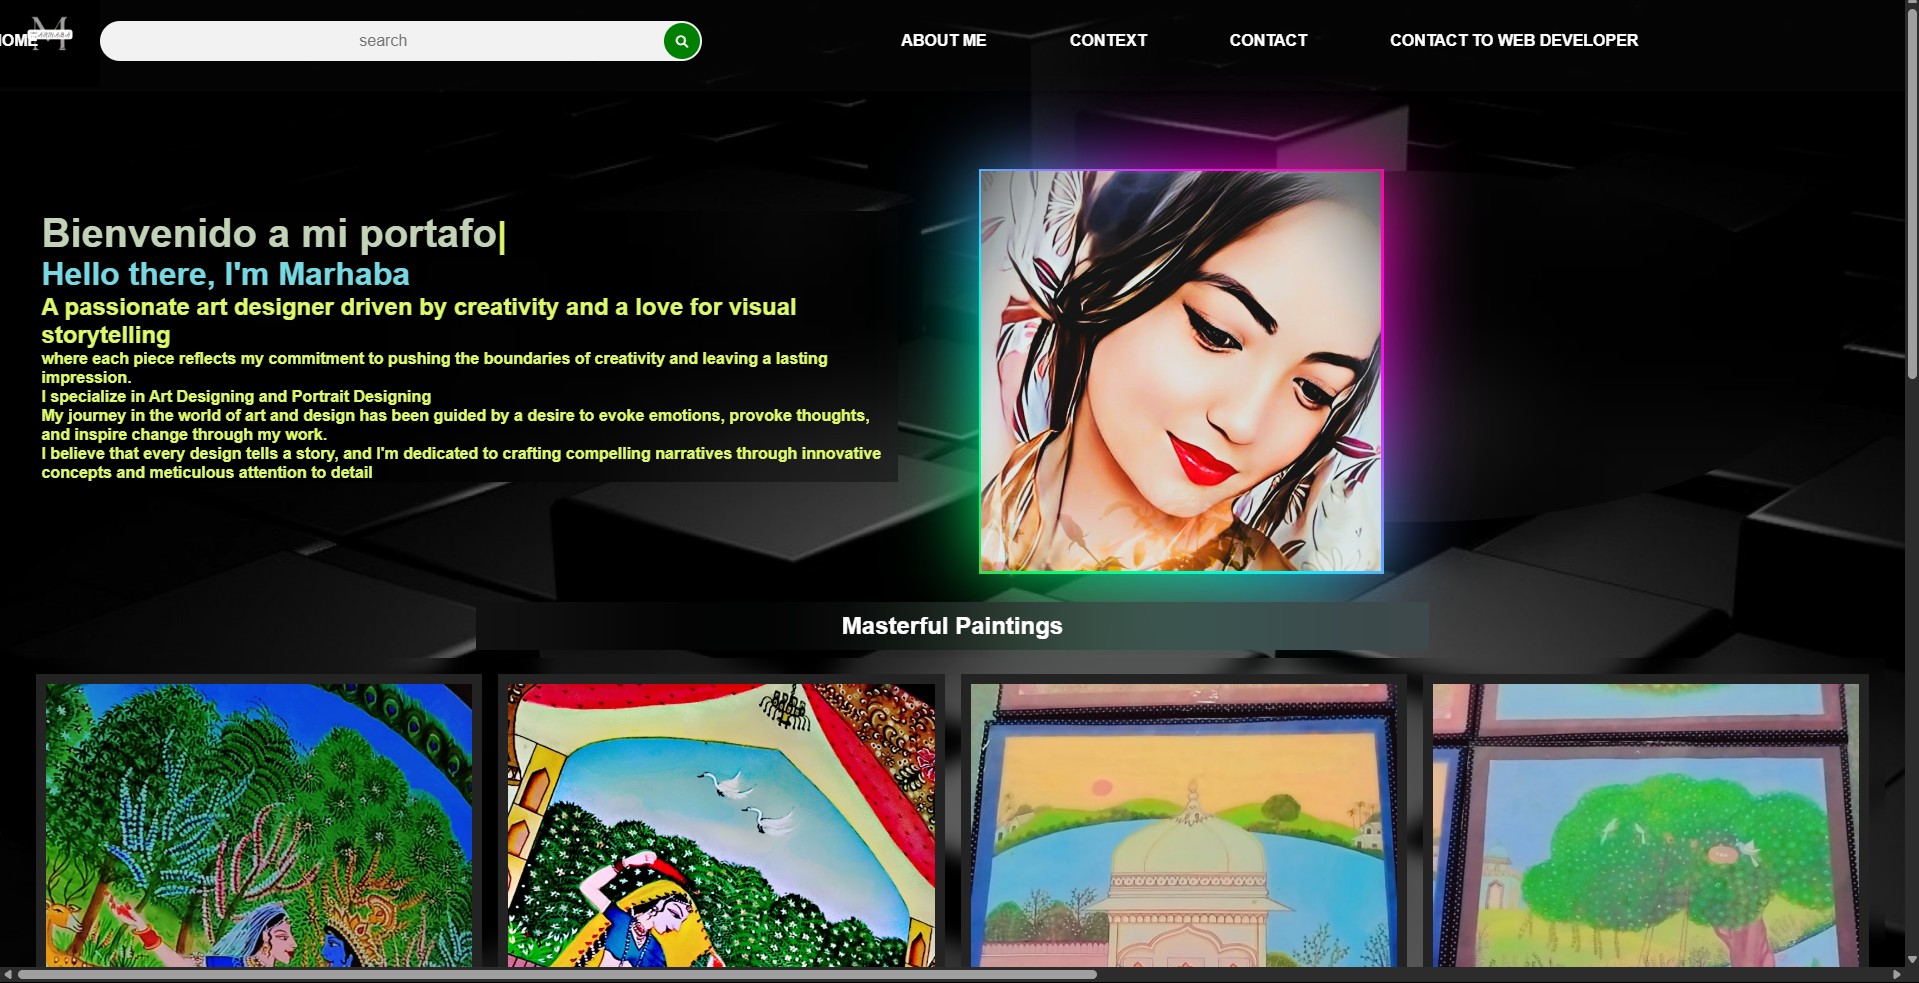 HOME
MARHABA
search
ABOUT ME
CONTEXT
CONTACT
CONTACT TO WEB DEVELOPER
Bienvenido a mi portafo
Hello there, I'm Marhaba
A passionate art designer driven by creativity and a love for visual
storytelling
where each piece reflects my commitment to pushing the boundaries of creativity and leaving a lasting
impression.
I specialize in Art Designing and Portrait Designing
My journey in the world of art and design has been guided by a desire to evoke emotions, provoke thoughts,
and inspire change through my work.
I believe that every design tells a story, and I'm dedicated to crafting compelling narratives through innovative
concepts and meticulous attention to detail
Masterful Paintings